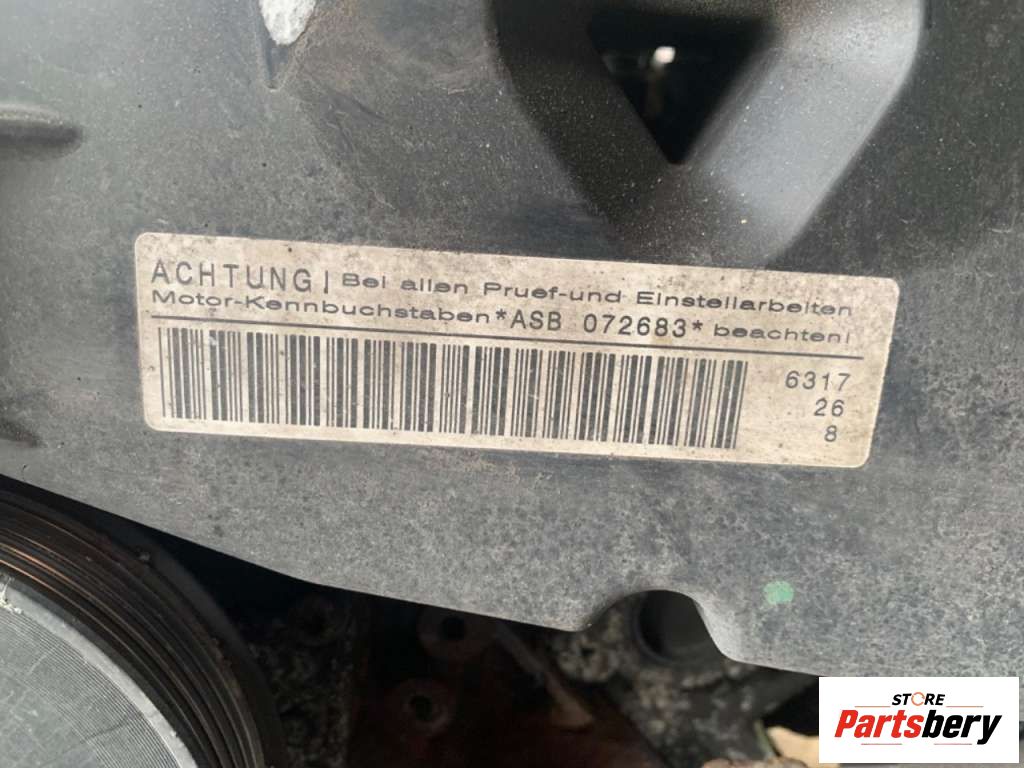 ACHTUNG! Bei allen Pruef-und Einstellarbeiten
Motor-Kennbuchstaben*ASB 072683* beachten!
6317
26
8
STORE
Partsbery